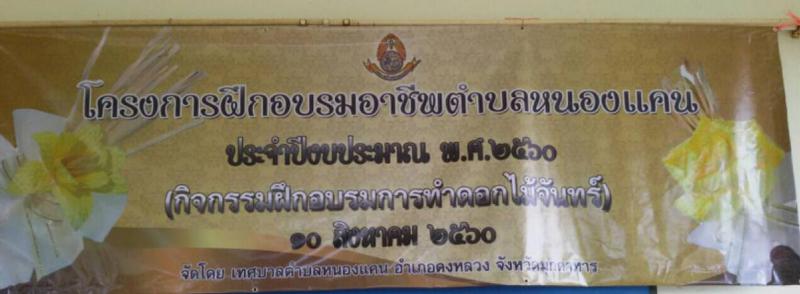 โครงการฝึกอบรมอาชีพตำบลหนองแคน
ประจำปีงบประมาณ พ.ศ.๒๕๖๐
(กิจกรรมฝึกอบรมการทำดอกไม้จันทร์)
๑๐ สิงหาคม ๒๕๖๐
จัดโดย เทศบาลตำบลหนองแคน อำเภอดงหลวง จังหวัดมุกดาหาร